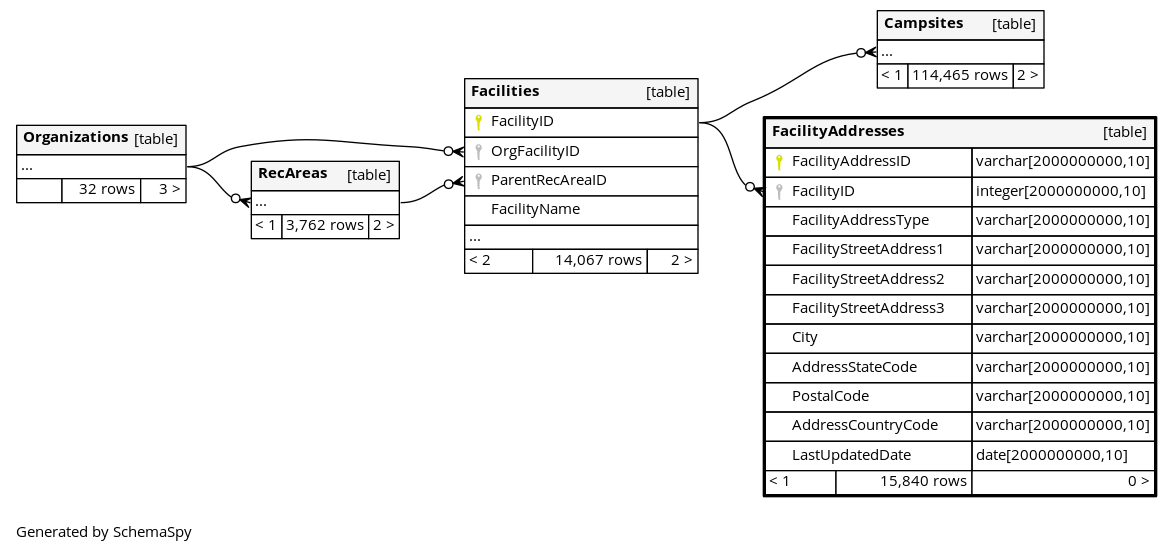 Campsites [table]
...
< 1 114,465 rows 2 >
Facilities [table]
FacilityID
OrgFacilityID
ParentRecAreaID
FacilityName
...
< 2 14,067 rows 2 >
Organizations [table]
...
32 rows 3 >
RecAreas [table]
...
< 1 3,762 rows 2 >
FacilityAddresses [table]
FacilityAddressID varchar[2000000000,10]
FacilityID integer[2000000000,10]
FacilityAddressType varchar[2000000000,10]
FacilityStreetAddress1 varchar[2000000000,10]
FacilityStreetAddress2 varchar[2000000000,10]
FacilityStreetAddress3 varchar[2000000000,10]
City varchar[2000000000,10]
AddressStateCode varchar[2000000000,10]
PostalCode varchar[2000000000,10]
AddressCountryCode varchar[2000000000,10]
LastUpdatedDate date[2000000000,10]
< 1 15,840 rows 0 >
Generated by SchemaSpy